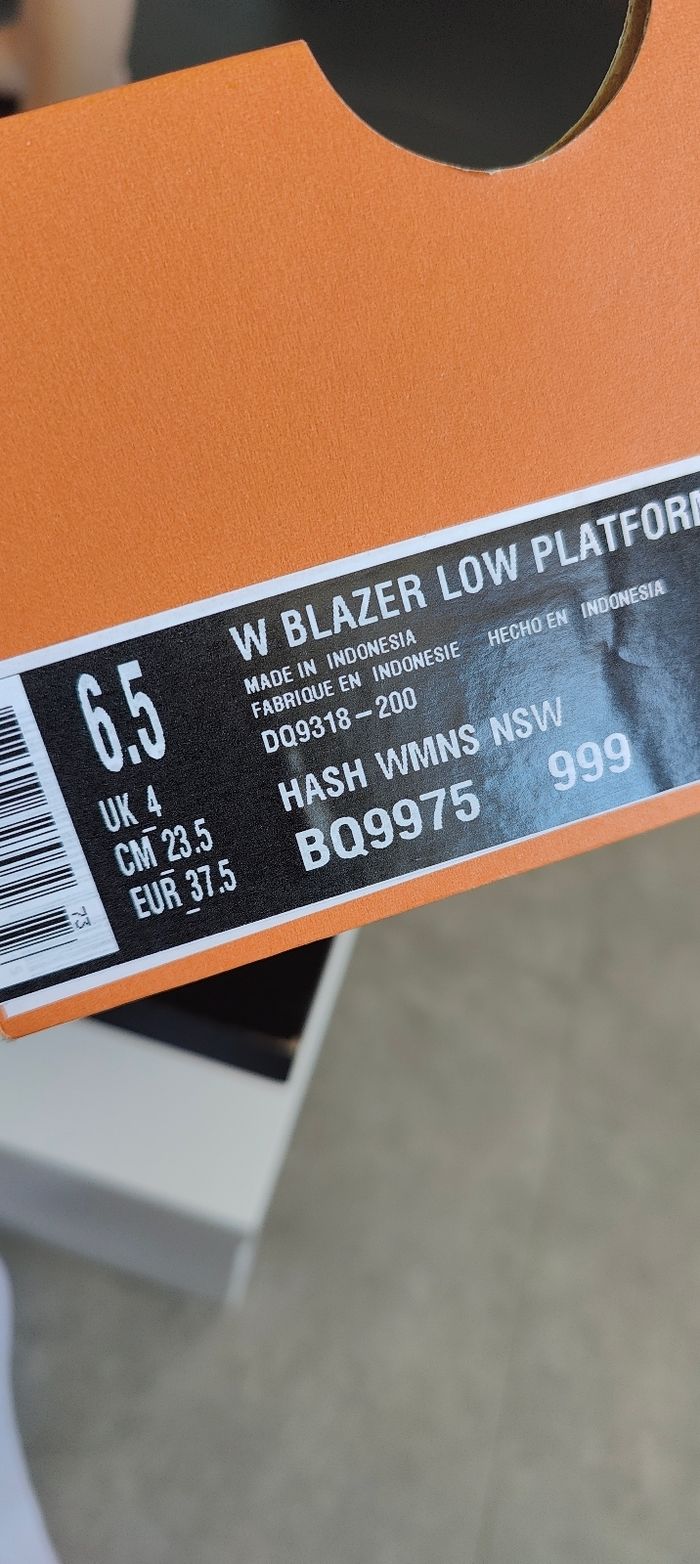 W BLAZER LOW PLATFORM
MADE IN INDONESIA
FABRIQUE EN INDONESIE HECHO EN INDONESIA
DQ9318-200
HASH WMNS NSW
BQ9975 999
6.5
UK 4
CM 23.5
EUR 37.5
73